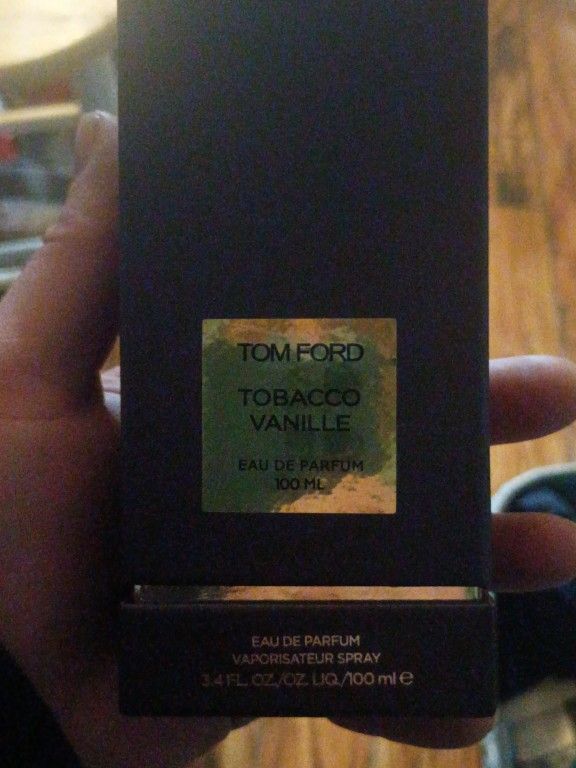 TOM FORD
TOBACCO
VANILLE
EAU DE PARFUM
100 ML
EAU DE PARFUM
VAPORISATEUR SPRAY
3.4 FL. OZ./OZ. LIQ./100 ml ℮